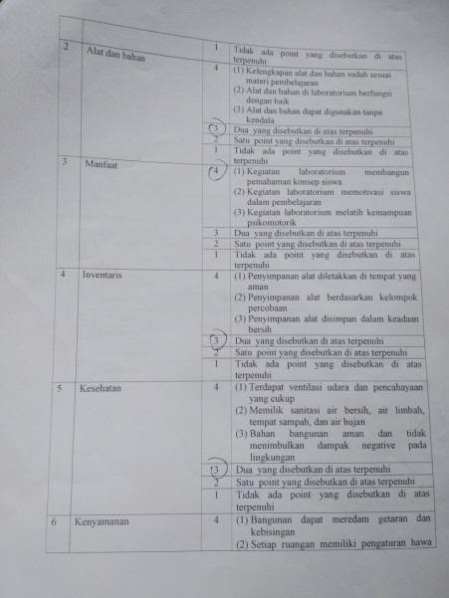 1 Tidak ada point yang disebutkan di atas
terpenuhi
2 Alat dan bahan 4 (1) Kelengkapan alat dan bahan sudah sesuai
materi pembelajaran
(2) Alat dan bahan di laboratorium berfungsi
dengan baik
(3) Alat dan bahan dapat digunakan tanpa
kendala
3 Dua yang disebutkan di atas terpenuhi
2 Satu point yang disebutkan di atas terpenuhi
1 Tidak ada point yang disebutkan di atas
terpenuhi
3 Manfaat 4 (1) Kegiatan laboratorium membangun
pemahaman konsep siswa
(2) Kegiatan laboratorium memotivasi siswa
dalam pembelajaran
(3) Kegiatan laboratorium melatih kemampuan
psikomotorik
3 Dua yang disebutkan di atas terpenuhi
2 Satu point yang disebutkan di atas terpenuhi
1 Tidak ada point yang disebutkan di atas
terpenuhi
4 Inventaris 4 (1) Penyimpanan alat diletakkan di tempat yang
aman
(2) Penyimpanan alat berdasarkan kelompok
percobaan
(3) Penyimpanan alat disimpan dalam keadaan
bersih
3 Dua yang disebutkan di atas terpenuhi
2 Satu point yang disebutkan di atas terpenuhi
1 Tidak ada point yang disebutkan di atas
terpenuhi
5 Kesehatan 4 (1) Terdapat ventilasi udara dan pencahayaan
yang cukup
(2) Memilik sanitasi air bersih, air limbah,
tempat sampah, dan air hujan
(3) Bahan bangunan aman dan tidak
menimbulkan dampak negative pada
lingkungan
3 Dua yang disebutkan di atas terpenuhi
2 Satu point yang disebutkan di atas terpenuhi
1 Tidak ada point yang disebutkan di atas
terpenuhi
6 Kenyamanan 4 (1) Bangunan dapat meredam getaran dan
kebisingan
(2) Setiap ruangan memiliki pengaturan hawa